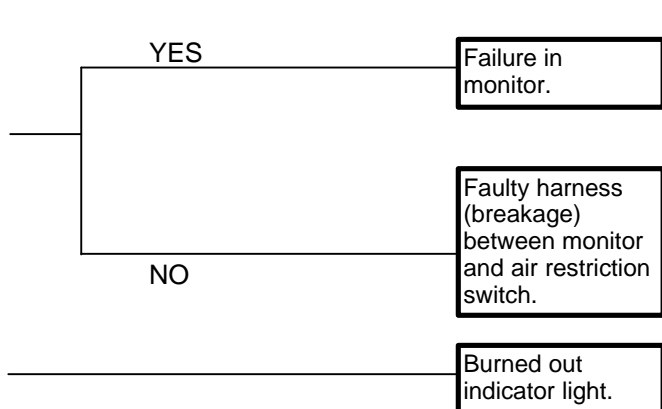 YES
Failure in
monitor.
Faulty harness
(breakage)
between monitor
and air restriction
switch.
NO
Burned out
indicator light.